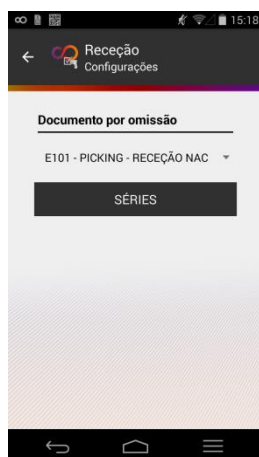 15:18
Receção
Configurações
Documento por omissão
E101 - PICKING - RECEÇÃO NAC
SÉRIES